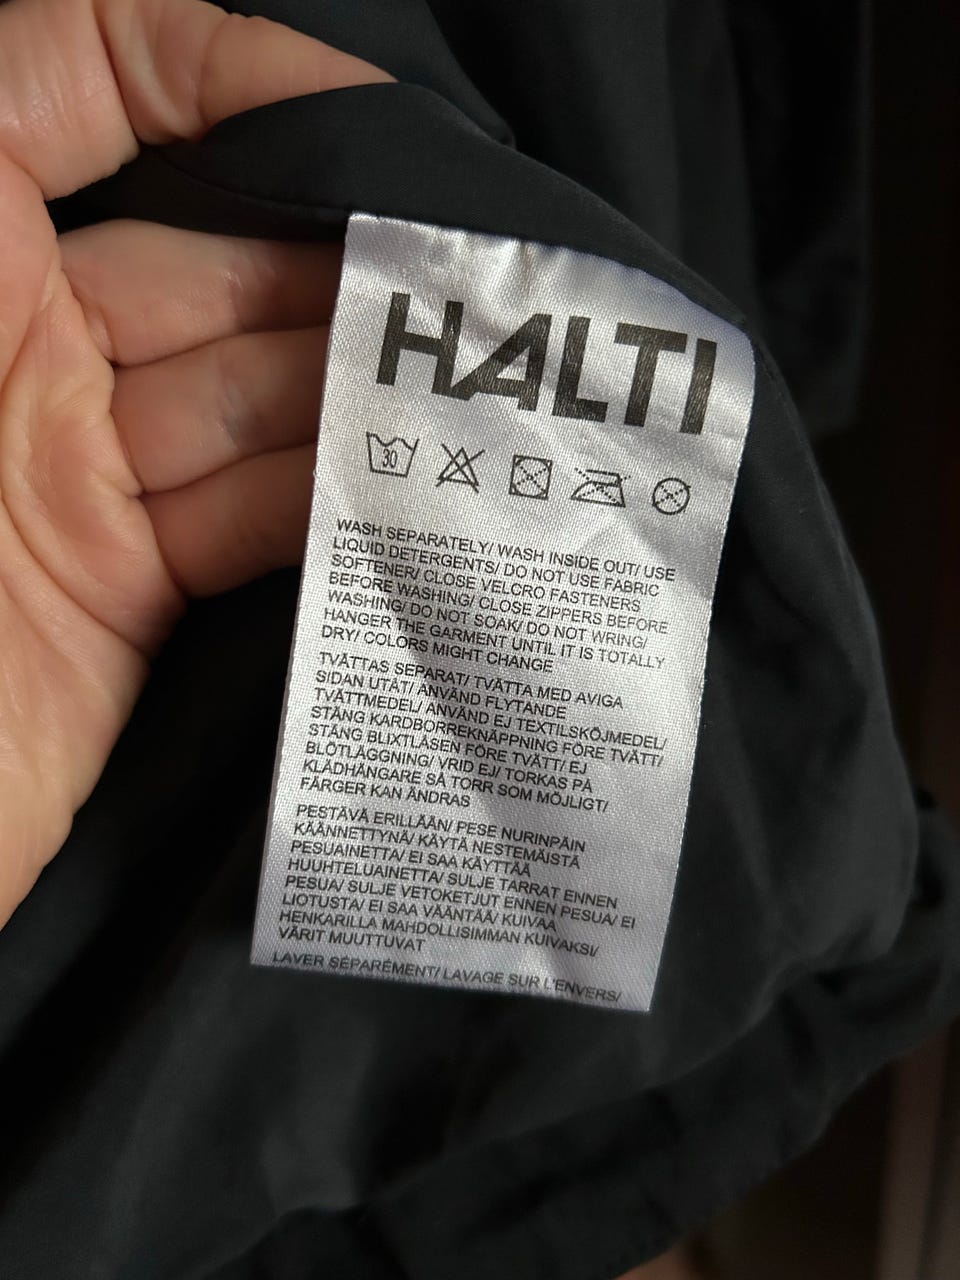 HALTI
30
WASH SEPARATELY/ WASH INSIDE OUT/ USE
LIQUID DETERGENTS/ DO NOT USE FABRIC
SOFTENER/ CLOSE VELCRO FASTENERS
BEFORE WASHING/ CLOSE ZIPPERS BEFORE
WASHING/ DO NOT SOAK/ DO NOT WRING/
HANGER THE GARMENT UNTIL IT IS TOTALLY
DRY/ COLORS MIGHT CHANGE
TVÄTTAS SEPARAT/ TVÄTTA MED AVIGA
SIDAN UTÅT/ ANVÄND FLYTANDE
TVÄTTMEDEL/ ANVÄND EJ TEXTILSKÖJMEDEL/
STÄNG KARDBORREKNÄPPNING FÖRE TVÄTT/
STÄNG BLIXTLÅSEN FÖRE TVÄTT/ EJ
BLÖTLÄGGNING/ VRID EJ/ TORKAS PÅ
KLÄDHÄNGARE SÅ TORR SOM MÖJLIGT/
FÄRGER KAN ÄNDRAS
PESTÄVÄ ERILLÄÄN/ PESE NURINPÄIN
KÄÄNNETTYNÄ/ KÄYTÄ NESTEMÄISTÄ
PESUAINETTA/ EI SAA KÄYTTÄÄ
HUUHTELUAINETTA/ SULJE TARRAT ENNEN
PESUA/ SULJE VETOKETJUT ENNEN PESUA/ EI
LIOTUSTA/ EI SAA VÄÄNTÄÄ/ KUIVAA
HENKARILLA MAHDOLLISIMMAN KUIVAKSI/
VÄRIT MUUTTUVAT
LAVER SÉPARÉMENT/ LAVAGE SUR L'ENVERS/